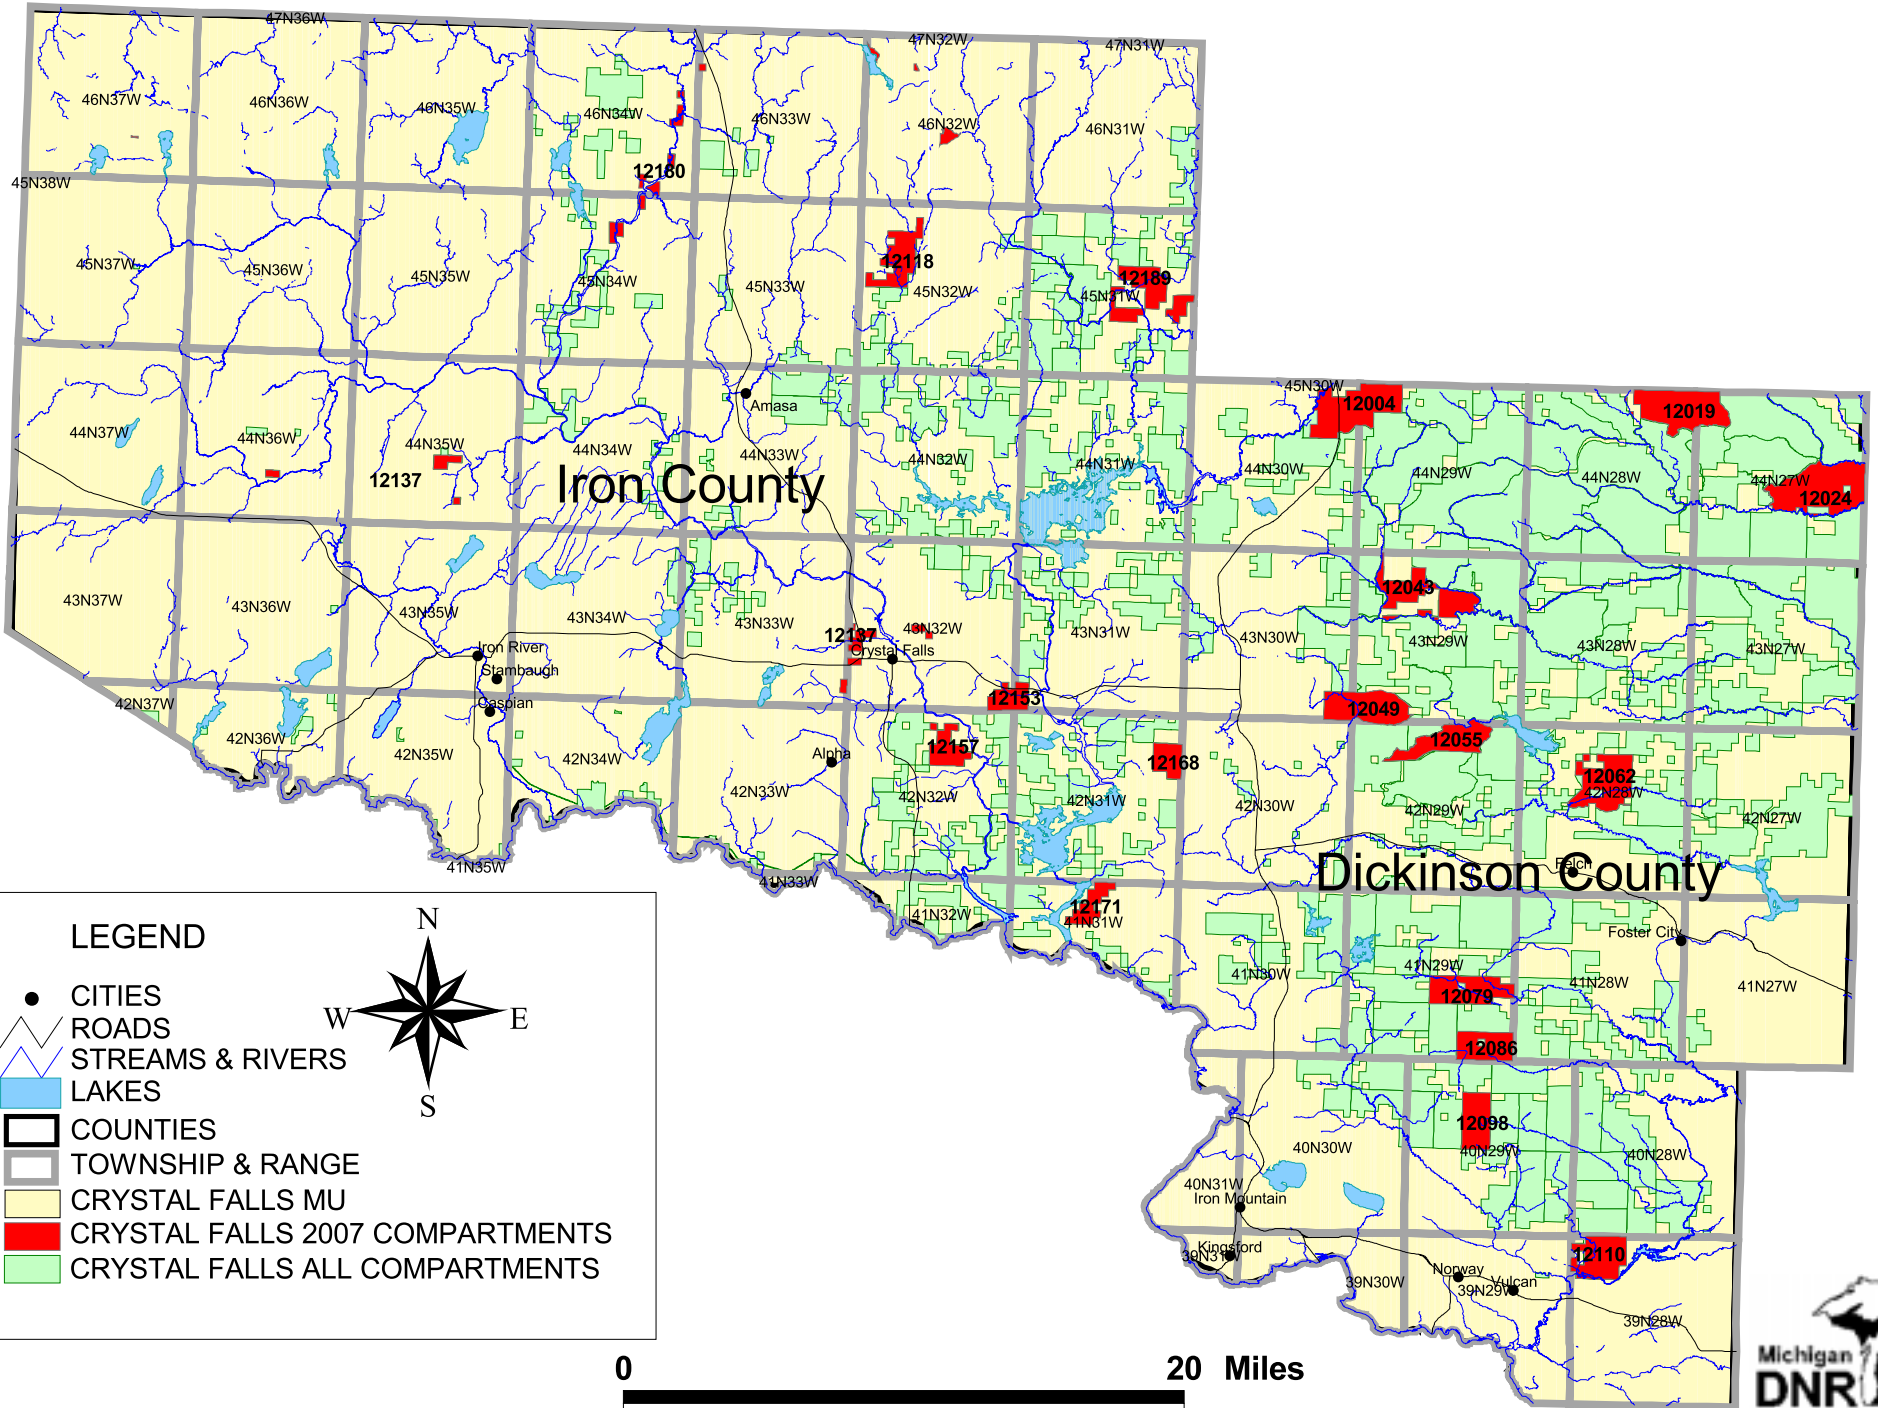 47N36W
47N32W
47N31W
46N37W
46N36W
46N35W
46N34W
46N33W
46N32W
46N31W
12180
45N38W
45N37W
45N36W
45N35W
45N34W
45N33W
12118
45N32W
12189
45N31W
45N30W
12004
12019
Amasa
44N37W
44N36W
44N35W
44N34W
44N33W
44N32W
44N31W
44N30W
44N29W
44N28W
44N27W
12024
12137
Iron County
43N37W
43N36W
43N35W
43N34W
43N33W
12137
43N32W
43N31W
43N30W
12043
43N29W
43N28W
43N27W
Iron River
Crystal Falls
Stambaugh
Caspian
12153
12049
12055
42N37W
42N36W
42N35W
42N34W
Alpha
42N33W
12157
42N32W
12168
42N31W
42N30W
42N29W
12062
42N28W
42N27W
41N35W
41N33W
Felch
Dickinson County
41N32W
12171
41N31W
Foster City
41N30W
41N29W
12079
41N28W
41N27W
12086
12098
40N30W
40N29W
40N28W
40N31W
Iron Mountain
Kingsford
39N31W
39N30W
Norway
Vulcan
39N29W
12110
39N28W
LEGEND
CITIES
ROADS
STREAMS & RIVERS
LAKES
COUNTIES
TOWNSHIP & RANGE
CRYSTAL FALLS MU
CRYSTAL FALLS 2007 COMPARTMENTS
CRYSTAL FALLS ALL COMPARTMENTS
N
W
E
S
0
20 Miles
Michigan
DNR